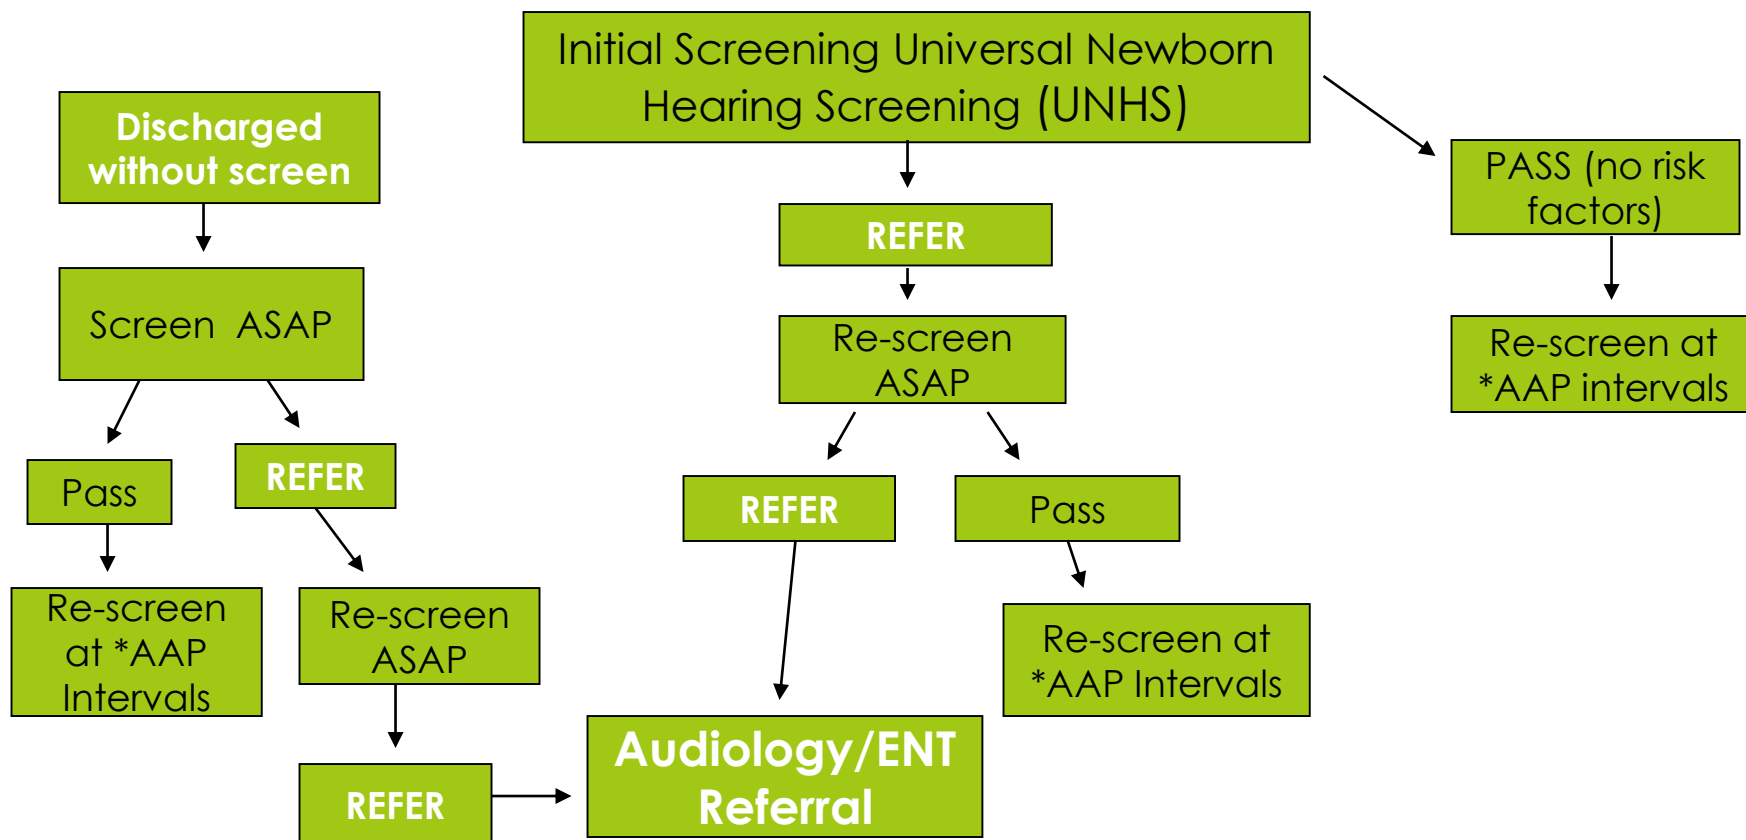 Initial Screening Universal Newborn
Hearing Screening (UNHS)
Discharged
without screen
PASS (no risk
factors)
REFER
Screen ASAP
Re-screen
ASAP
Re-screen at
*AAP intervals
Pass
REFER
REFER
Pass
Re-screen
at *AAP
Intervals
Re-screen
ASAP
Re-screen at
*AAP Intervals
REFER
Audiology/ENT
Referral